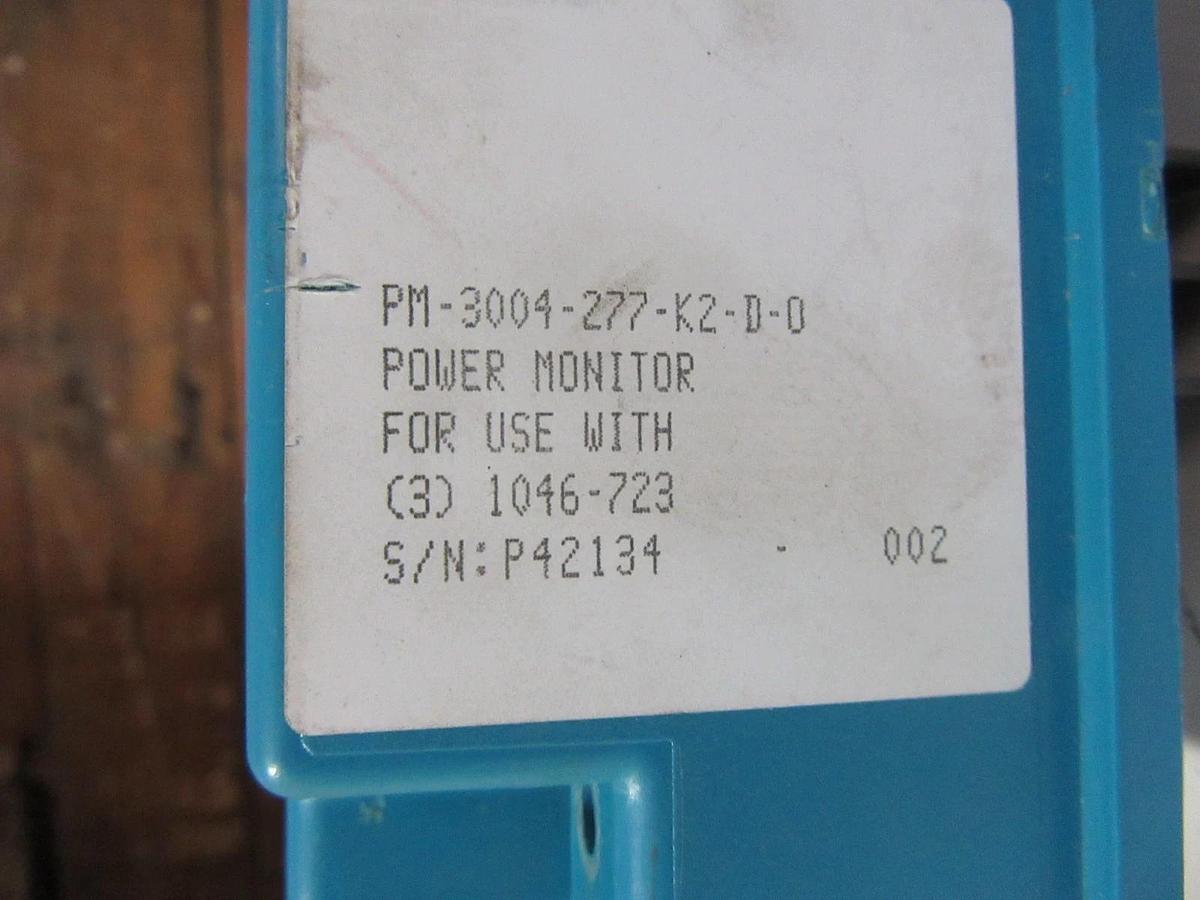 PM-3004-277-K2-D-0
POWER MONITOR
FOR USE WITH
(3) 1046-723
S/N: P42134 - 002